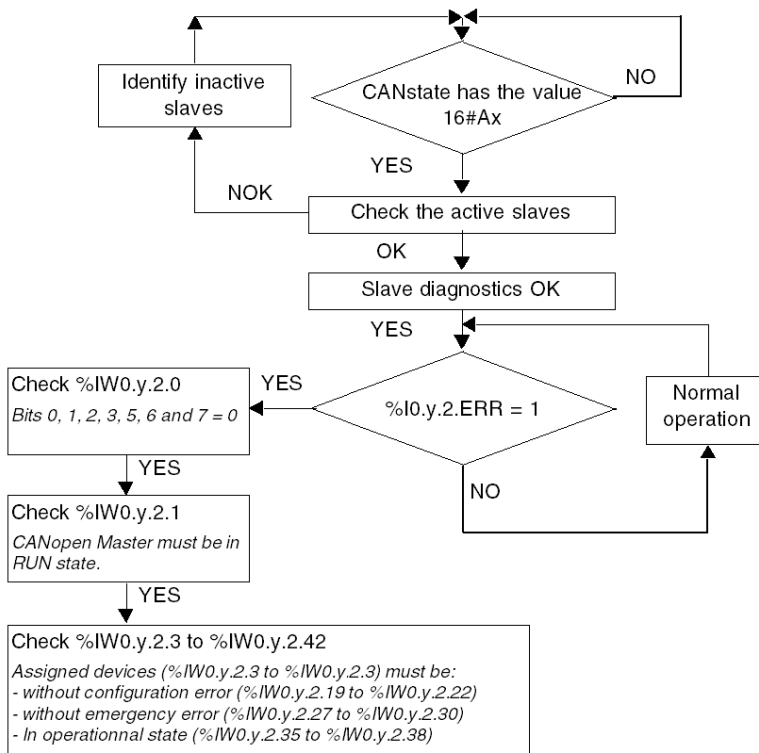 Identify inactive
slaves
CANstate has the value
16#Ax
NO
YES
NOK
Check the active slaves
OK
Slave diagnostics OK
YES
Check %IW0.y.2.0
Bits 0, 1, 2, 3, 5, 6 and 7 = 0
YES
%I0.y.2.ERR = 1
Normal
operation
YES
NO
Check %IW0.y.2.1
CANopen Master must be in
RUN state.
YES
Check %IW0.y.2.3 to %IW0.y.2.42
Assigned devices (%IW0.y.2.3 to %IW0.y.2.3) must be:
- without configuration error (%IW0.y.2.19 to %IW0.y.2.22)
- without emergency error (%IW0.y.2.27 to %IW0.y.2.30)
- In operationnal state (%IW0.y.2.35 to %IW0.y.2.38)